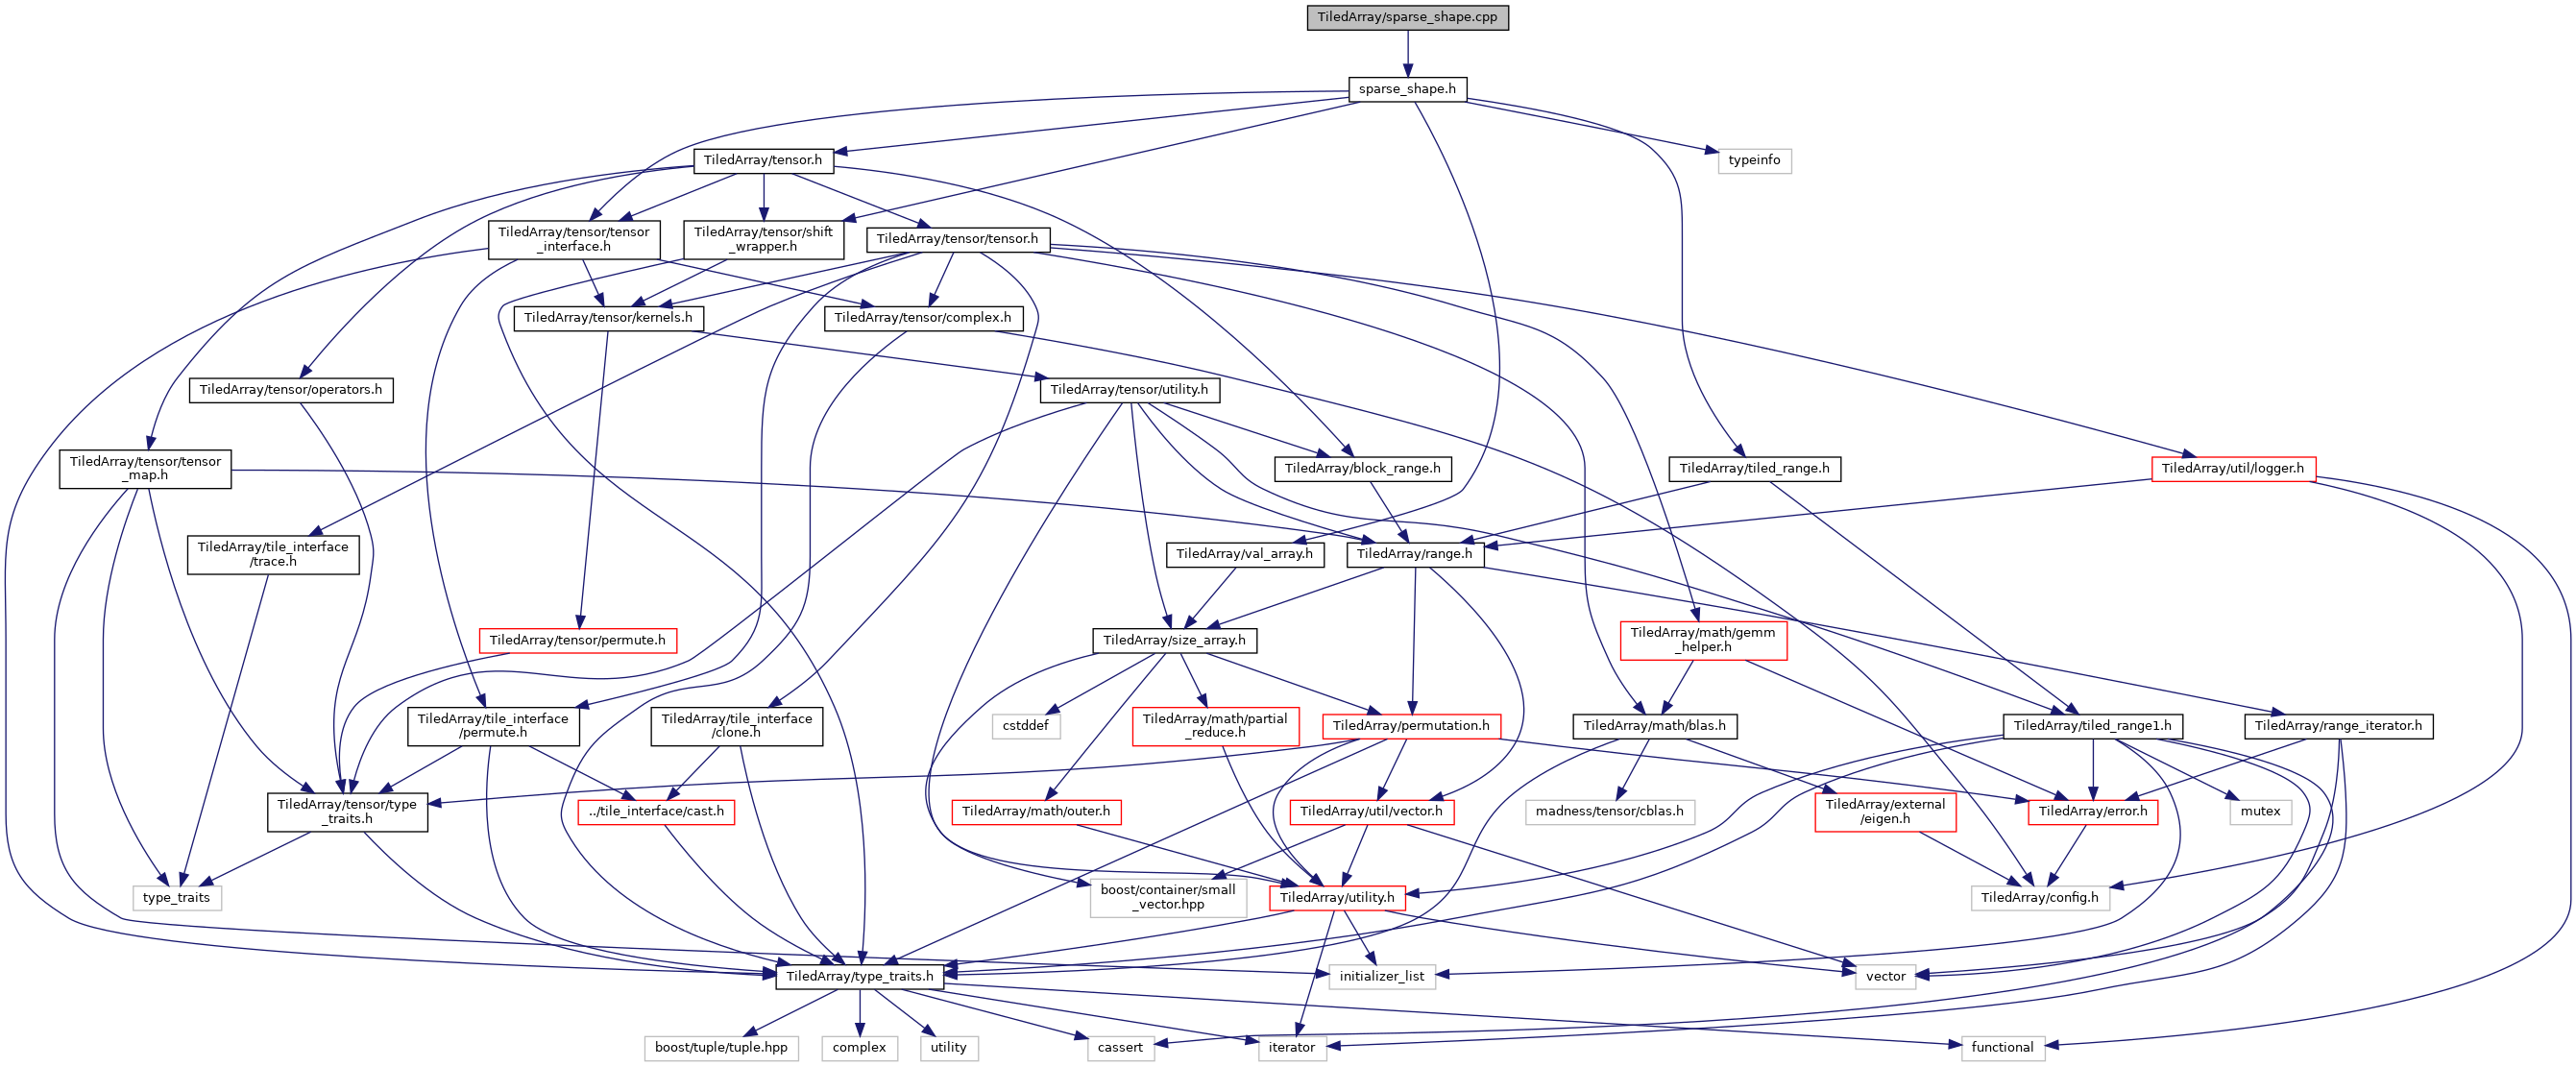 TiledArray/sparse_shape.cpp
sparse_shape.h
TiledArray/tensor.h
typeinfo
TiledArray/tensor/tensor
_interface.h
TiledArray/tensor/shift
_wrapper.h
TiledArray/tensor/tensor.h
TiledArray/tensor/kernels.h
TiledArray/tensor/complex.h
TiledArray/tensor/operators.h
TiledArray/tensor/utility.h
TiledArray/tensor/tensor
_map.h
TiledArray/block_range.h
TiledArray/tiled_range.h
TiledArray/util/logger.h
TiledArray/tile_interface
/trace.h
TiledArray/val_array.h
TiledArray/range.h
TiledArray/tensor/permute.h
TiledArray/size_array.h
TiledArray/math/gemm
_helper.h
TiledArray/tile_interface
/permute.h
TiledArray/tile_interface
/clone.h
cstddef
TiledArray/math/partial
_reduce.h
TiledArray/permutation.h
TiledArray/math/blas.h
TiledArray/tiled_range1.h
TiledArray/range_iterator.h
TiledArray/tensor/type
_traits.h
../tile_interface/cast.h
TiledArray/math/outer.h
TiledArray/util/vector.h
madness/tensor/cblas.h
TiledArray/external
/eigen.h
TiledArray/error.h
mutex
type_traits
boost/container/small
_vector.hpp
TiledArray/utility.h
TiledArray/config.h
TiledArray/type_traits.h
initializer_list
vector
boost/tuple/tuple.hpp
complex
utility
cassert
iterator
functional